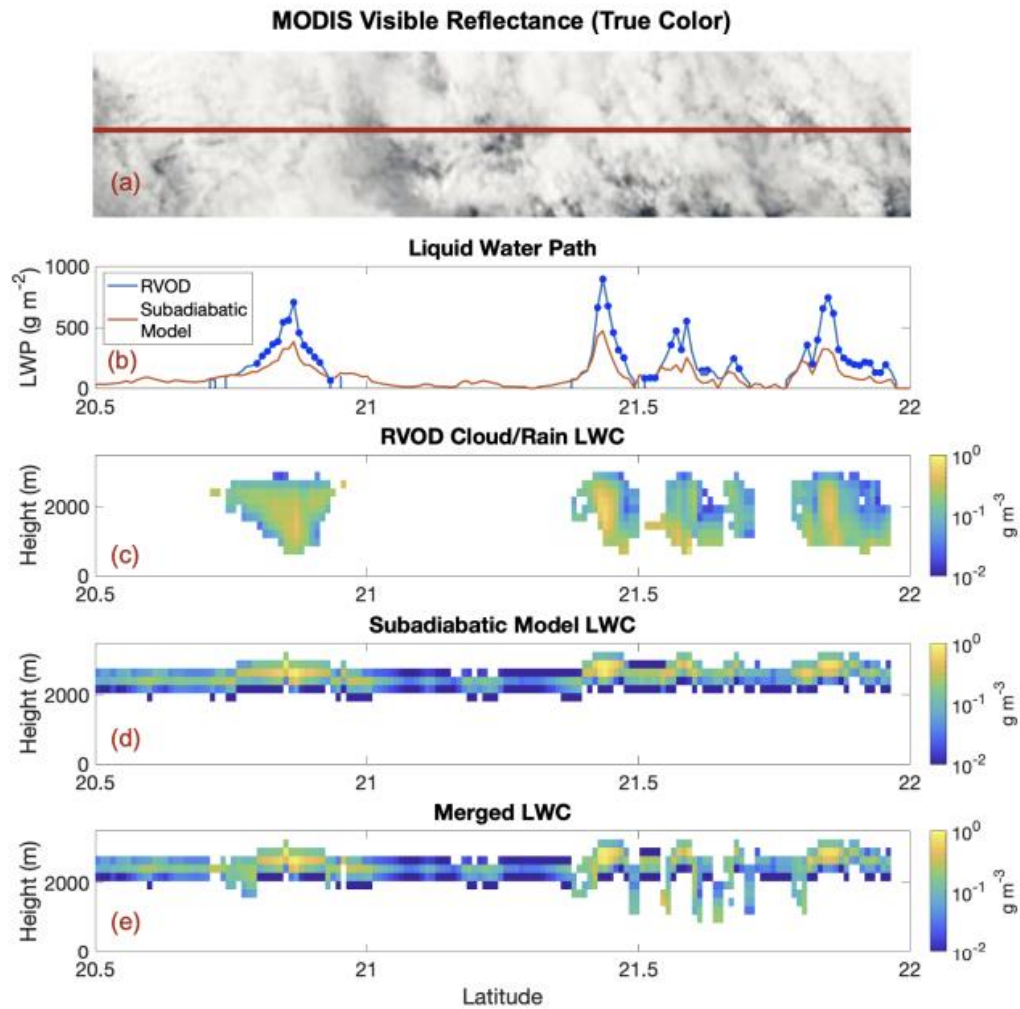 MODIS Visible Reflectance (True Color)
(a)
Liquid Water Path
1000
500
0
LWP (g m⁻²)
RVOD
Subadiabatic
Model
(b)
20.5 21 21.5 22
RVOD Cloud/Rain LWC
2000
0
Height (m)
(c)
20.5 21 21.5 22
10⁰
10⁻¹
10⁻²
g m⁻³
Subadiabatic Model LWC
2000
0
Height (m)
(d)
20.5 21 21.5 22
10⁰
10⁻¹
10⁻²
g m⁻³
Merged LWC
2000
0
Height (m)
(e)
20.5 21 21.5 22
10⁰
10⁻¹
10⁻²
g m⁻³
Latitude